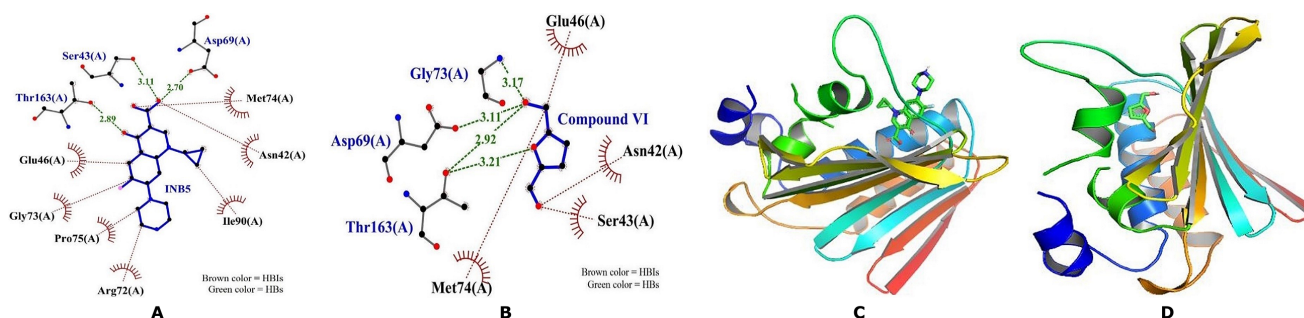 Asp69(A)
Ser43(A)
3.11
2.70
Thr163(A)
2.89
Met74(A)
Glu46(A)
Asn42(A)
INB5
Gly73(A)
Ile90(A)
Pro75(A)
Arg72(A)
Brown color = HBIs
Green color = HBs
A
Glu46(A)
Gly73(A)
3.17
3.11
Compound VI
Asp69(A)
2.92
3.21
Asn42(A)
Thr163(A)
Ser43(A)
Met74(A)
Brown color = HBIs
Green color = HBs
B
C
D